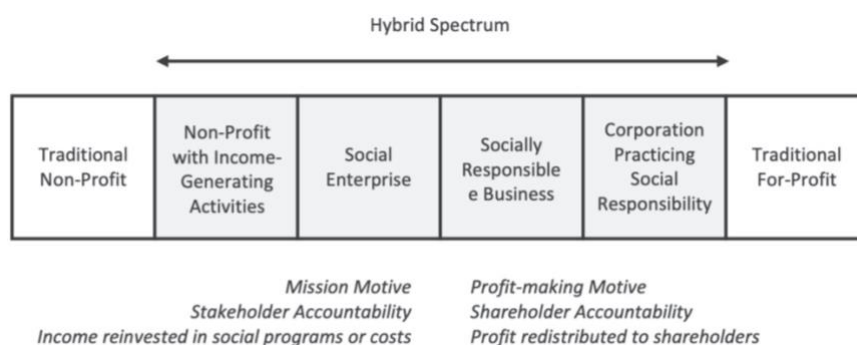 Hybrid Spectrum
Traditional
Non-Profit
Non-Profit
with Income-
Generating
Activities
Social
Enterprise
Socially
Responsible
e Business
Corporation
Practicing
Social
Responsibility
Traditional
For-Profit
Mission Motive
Stakeholder Accountability
Income reinvested in social programs or costs
Profit-making Motive
Shareholder Accountability
Profit redistributed to shareholders